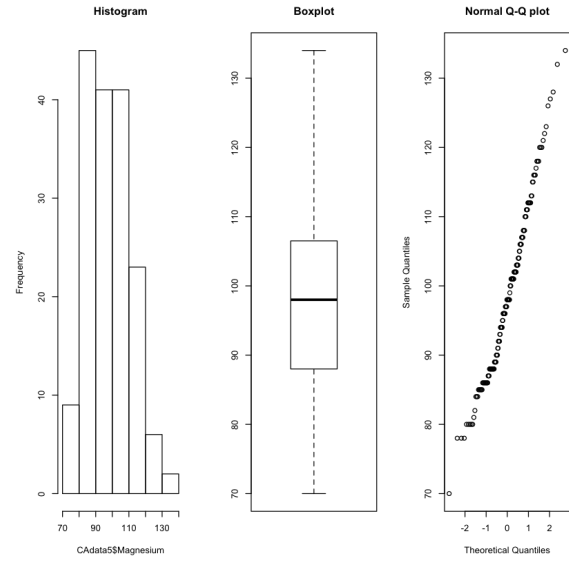 Histogram
Frequency
0 10 20 30 40
70 90 110 130
CAdata5$Magnesium
Boxplot
70 80 90 100 110 120 130
Normal Q-Q plot
Sample Quantiles
70 80 90 100 110 120 130
-2 -1 0 1 2
Theoretical Quantiles